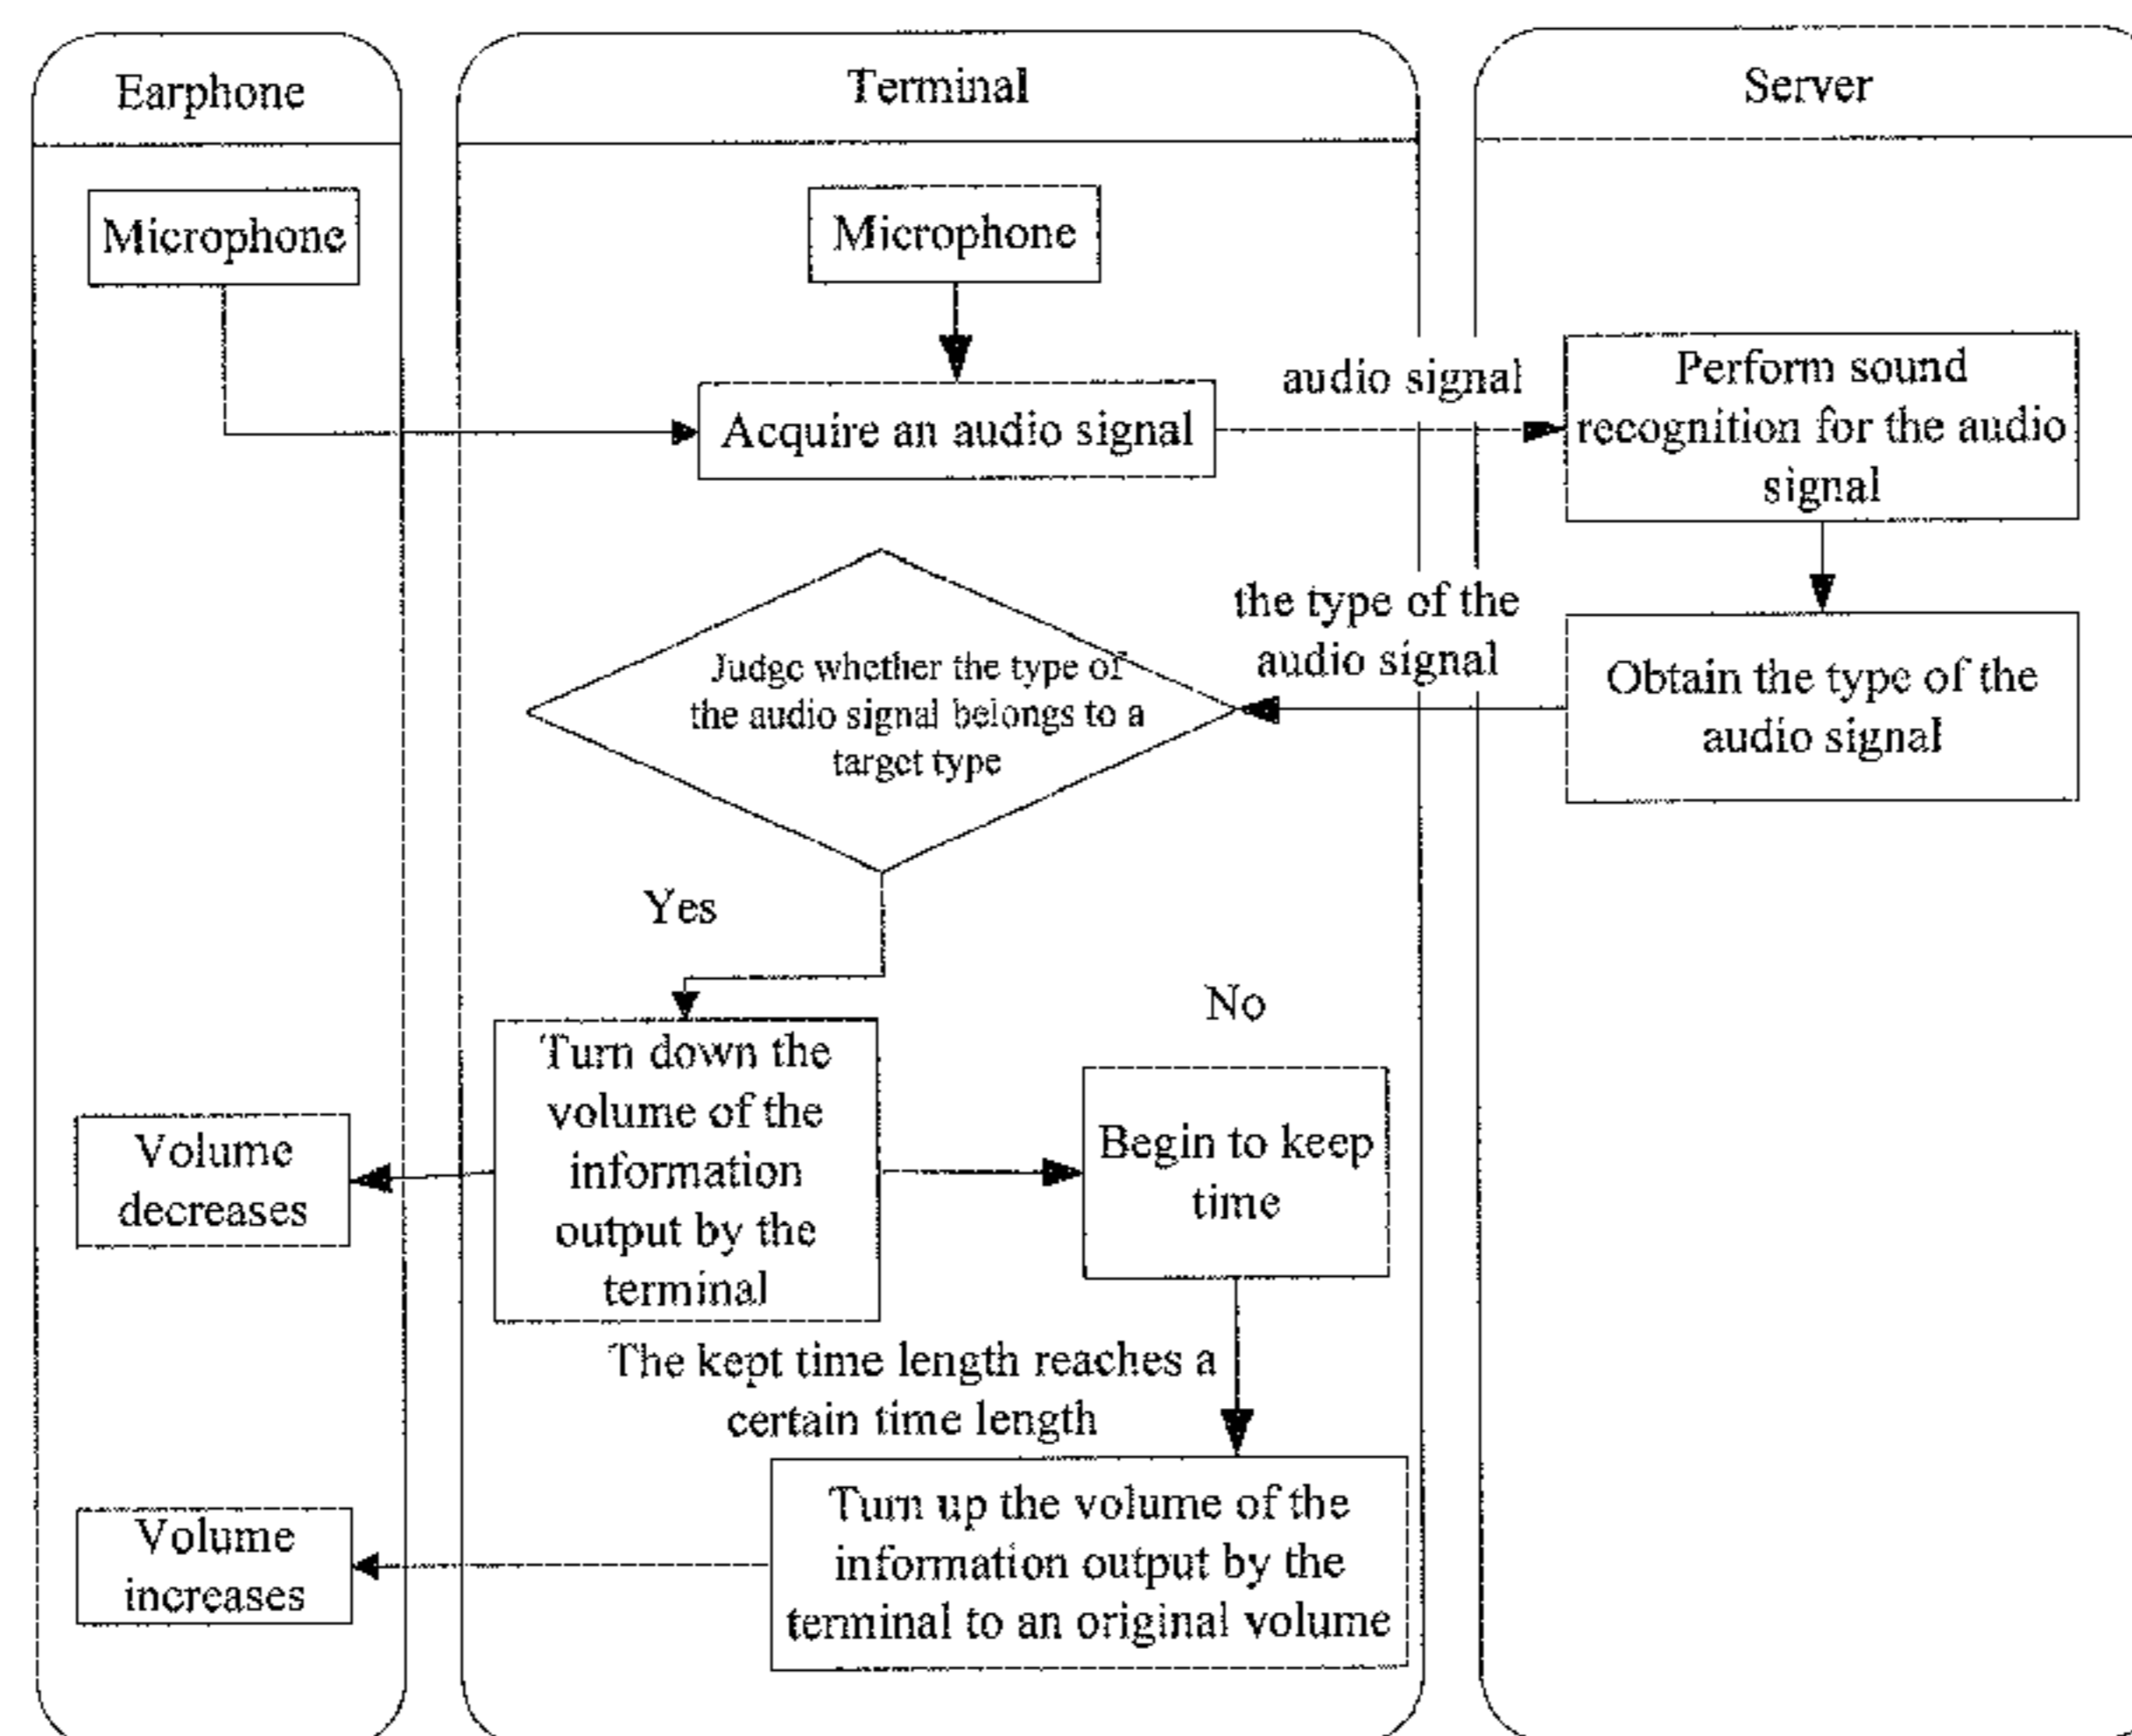 Earphone
Terminal
Server
Microphone
Microphone
Acquire an audio signal
audio signal
Perform sound
recognition for the audio
signal
the type of the
audio signal
Obtain the type of the
audio signal
Judge whether the type of
the audio signal belongs to a
target type
Yes
No
Turn down the
volume of the
information
output by the
terminal
Begin to keep
time
Volume
decreases
The kept time length reaches a
certain time length
Turn up the volume of the
information output by the
terminal to an original volume
Volume
increases